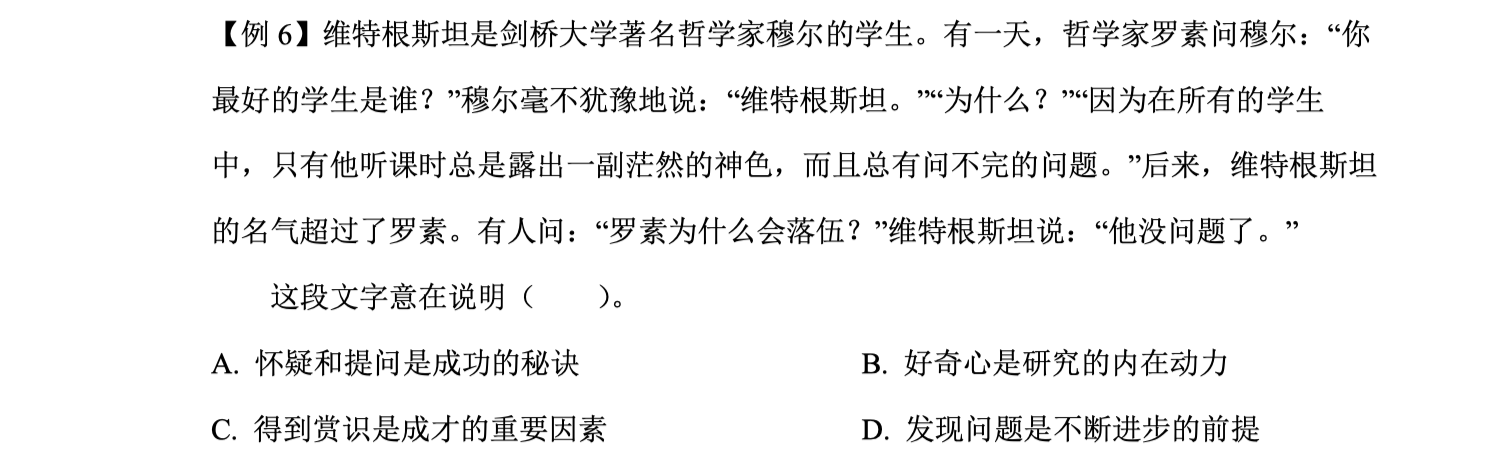 【例 6】维特根斯坦是剑桥大学著名哲学家穆尔的学生。有一天，哲学家罗素问穆尔：“你
最好的学生是谁？”穆尔毫不犹豫地说：“维特根斯坦。”“为什么？”“因为在所有的学生
中，只有他听课时总是露出一副茫然的神色，而且总有问不完的问题。”后来，维特根斯坦
的名气超过了罗素。有人问：“罗素为什么会落伍？”维特根斯坦说：“他没问题了。”
这段文字意在说明（　　）。
A. 怀疑和提问是成功的秘诀 B. 好奇心是研究的内在动力
C. 得到赏识是成才的重要因素 D. 发现问题是不断进步的前提